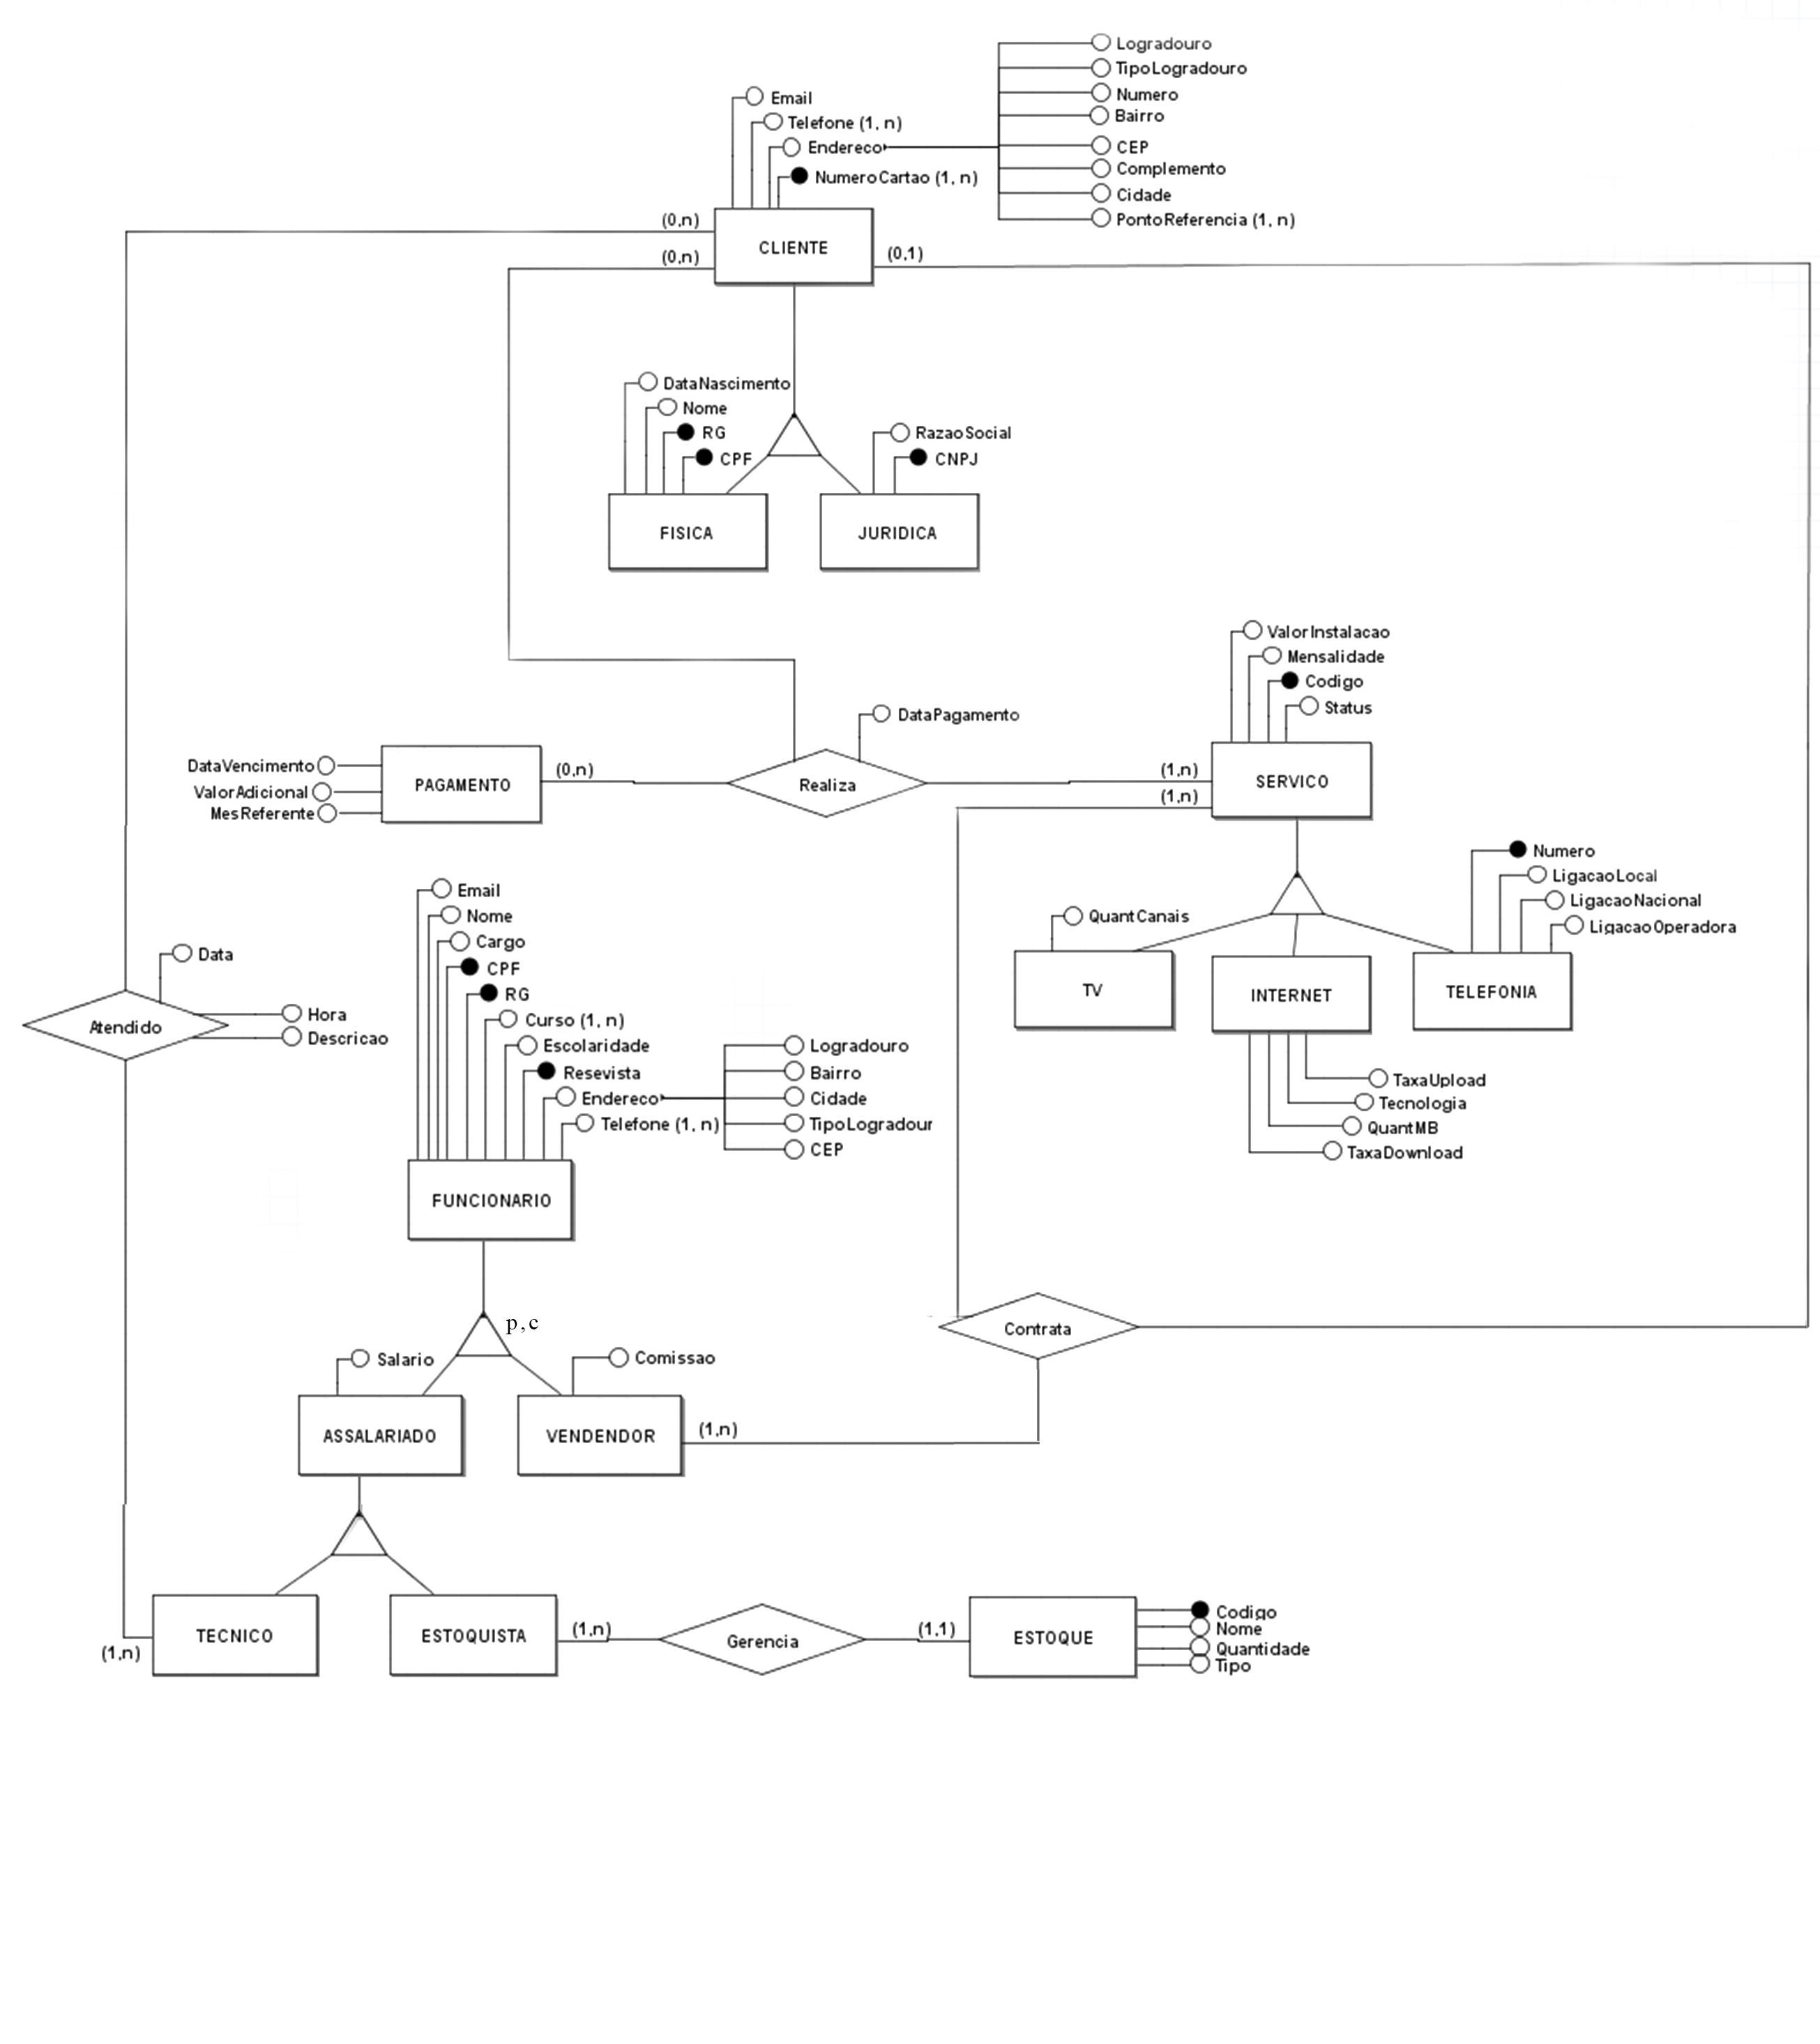 Logradouro
TipoLogradouro
Numero
Bairro
CEP
Complemento
Cidade
PontoReferencia (1, n)
Email
Telefone (1, n)
Endereco
NumeroCartao (1, n)
(0,n)
(0,n)
CLIENTE
(0,1)
DataNascimento
Nome
RG
CPF
RazaoSocial
CNPJ
FISICA
JURIDICA
ValorInstalacao
Mensalidade
Codigo
Status
DataPagamento
DataVencimento
ValorAdicional
MesReferente
PAGAMENTO
(0,n)
Realiza
(1,n)
(1,n)
SERVICO
Numero
LigacaoLocal
LigacaoNacional
LigacaoOperadora
QuantCanais
TV
INTERNET
TELEFONIA
TaxaUpload
Tecnologia
QuantMB
TaxaDownload
Email
Nome
Cargo
CPF
RG
Curso (1, n)
Escolaridade
Resevista
Endereco
Telefone (1, n)
Logradouro
Bairro
Cidade
TipoLogradour
CEP
Data
Atendido
Hora
Descricao
FUNCIONARIO
p,c
Salario
Comissao
Contrata
ASSALARIADO
VENDENDOR
(1,n)
TECNICO
(1,n)
ESTOQUISTA
(1,n)
Gerencia
(1,1)
ESTOQUE
Codigo
Nome
Quantidade
Tipo